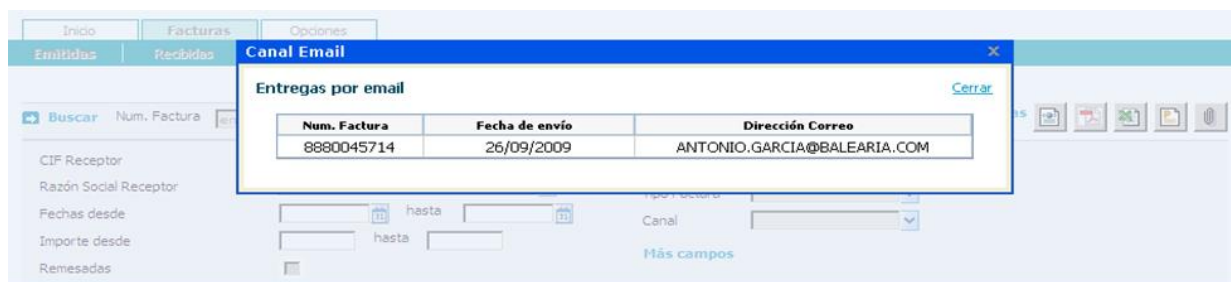 Inicio Facturas Opciones
Emitidas Recibidas
Canal Email
Entregas por email Cerrar
Num. Factura Fecha de envío Dirección Correo
8880045714 26/09/2009 ANTONIO.GARCIA@BALEARIA.COM
Buscar Num. Factura
CIF Receptor
Razón Social Receptor
Fechas desde hasta
Canal
Importe desde hasta
Más campos
Remesadas